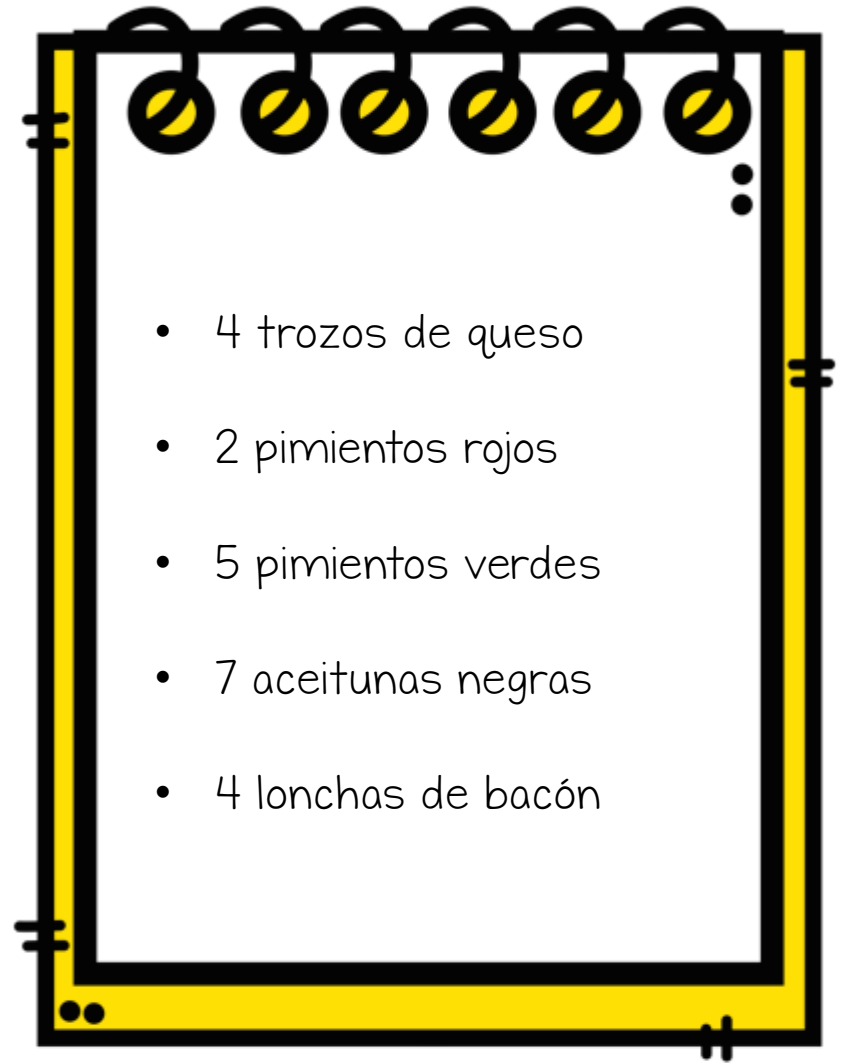 • 4 trozos de queso
• 2 pimientos rojos
• 5 pimientos verdes
• 7 aceitunas negras
• 4 lonchas de bacón